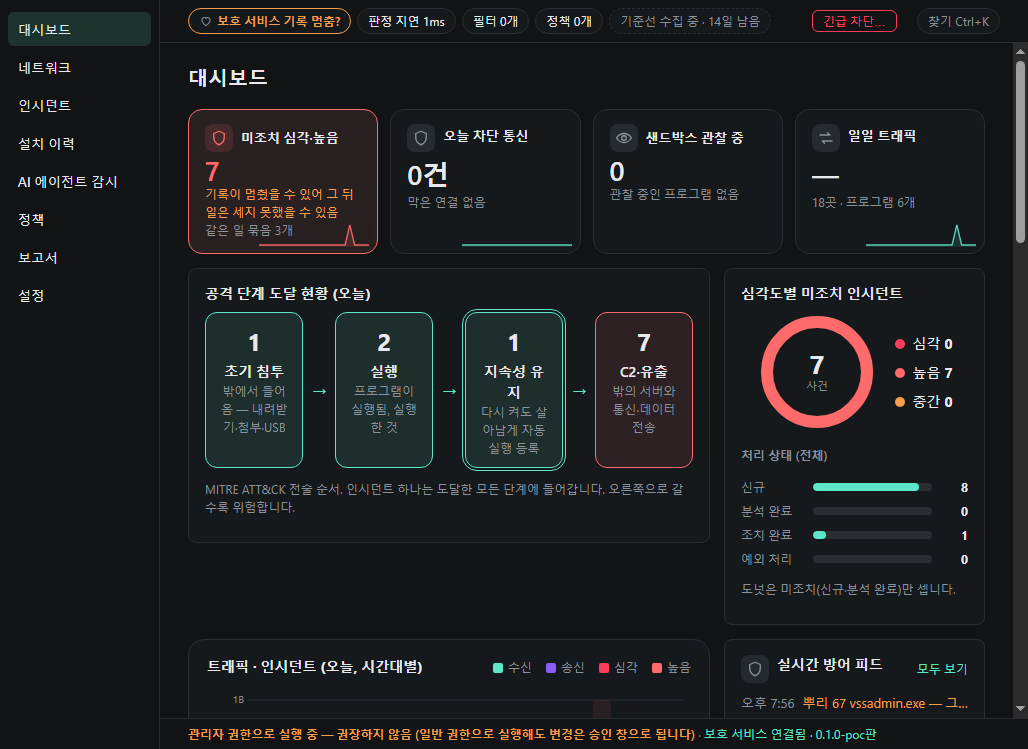 대시보드
네트워크
인시던트
설치 이력
AI 에이전트 감시
정책
보고서
설정
보호 서비스 기록 멈춤?
판정 지연 1ms
필터 0개
정책 0개
기준선 수집 중 · 14일 남음
긴급 차단...
찾기 Ctrl+K
대시보드
미조치 심각·높음
7
기록이 멈췄을 수 있어 그 뒤
일은 세지 못했을 수 있음
같은 일 묶음 3개
오늘 차단 통신
0건
막은 연결 없음
샌드박스 관찰 중
0
관찰 중인 프로그램 없음
일일 트래픽
—
18곳 · 프로그램 6개
공격 단계 도달 현황 (오늘)
1
초기 침투
밖에서 들어
옴 — 내려받
기·첨부·USB
→
2
실행
프로그램이
실행됨, 실행
한 것
→
1
지속성 유
지
다시 켜도 살
아남게 자동
실행 등록
→
7
C2·유출
밖의 서버와
통신·데이터
전송
MITRE ATT&CK 전술 순서. 인시던트 하나는 도달한 모든 단계에 들어갑니다. 오른쪽으로 갈
수록 위험합니다.
심각도별 미조치 인시던트
7
사건
심각 0
높음 7
중간 0
처리 상태 (전체)
신규 8
분석 완료 0
조치 완료 1
예외 처리 0
도넛은 미조치(신규·분석 완료)만 셉니다.
트래픽 · 인시던트 (오늘, 시간대별)
수신
송신
심각
높음
1B
실시간 방어 피드
모두 보기
오후 7:56 뿌리 67 vssadmin.exe — 그...
관리자 권한으로 실행 중 — 권장하지 않음 (일반 권한으로 실행해도 변경은 승인 창으로 됩니다) · 보호 서비스 연결됨 · 0.1.0-poc판